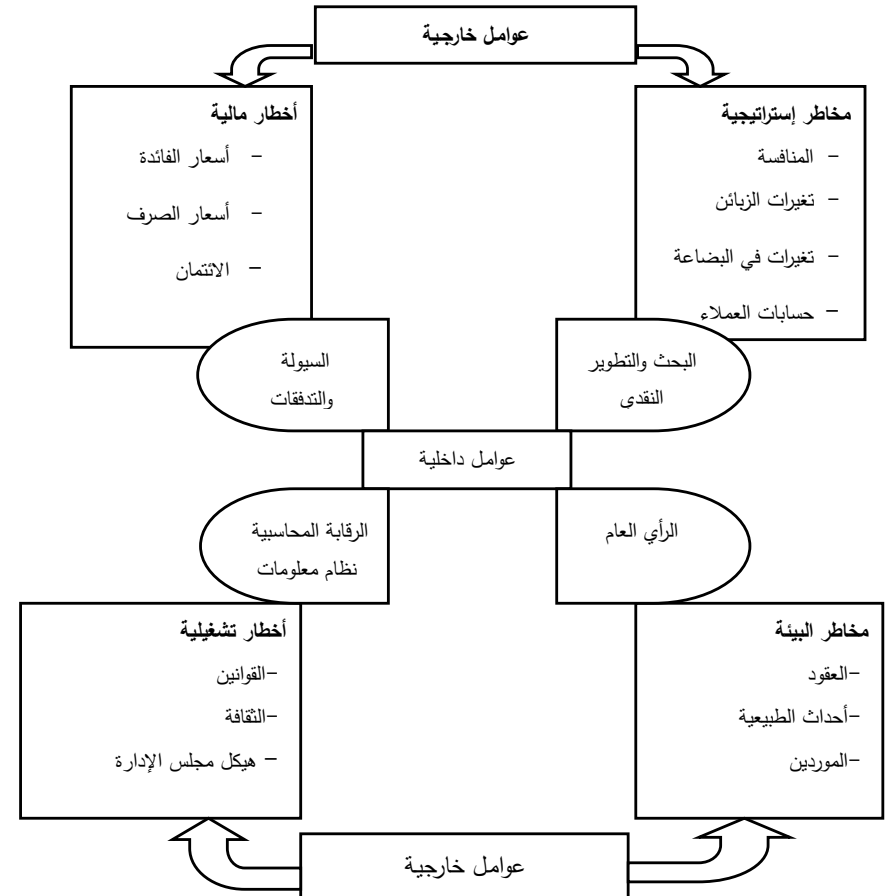 عوامل خارجية
مخاطر إستراتيجية
- المنافسة
- تغيرات الزبائن
- تغيرات في البضاعة
- حسابات العملاء
أخطار مالية
- أسعار الفائدة
- أسعار الصرف
- الائتمان
البحث والتطوير
النقدي
السيولة
والتدفقات
عوامل داخلية
الرأي العام
الرقابة المحاسبية
نظام معلومات
مخاطر البيئة
-العقود
-أحداث الطبيعية
-الموردين
أخطار تشغيلية
-القوانين
-الثقافة
- هيكل مجلس الإدارة
عوامل خارجية